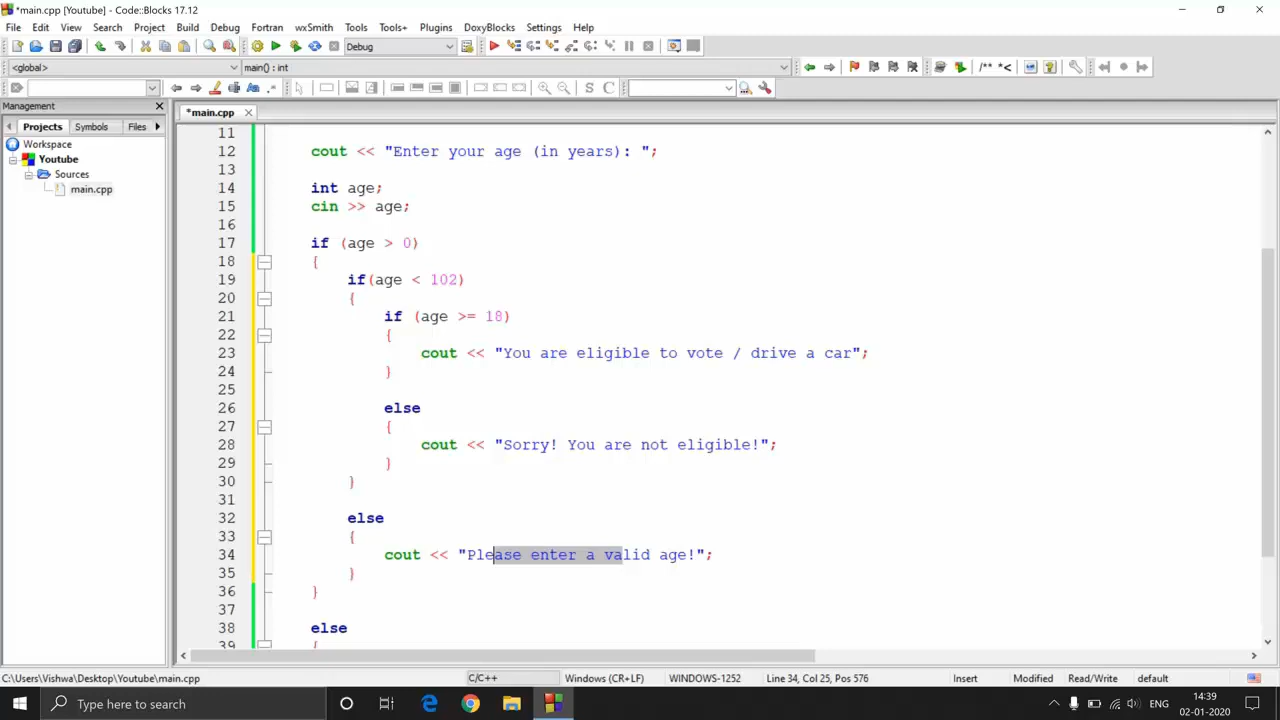 *main.cpp [Youtube] - Code::Blocks 17.12
File Edit View Search Project Build Debug Fortran wxSmith Tools Tools+ Plugins DoxyBlocks Settings Help
Debug
<global> main() : int /** *<
S C
Management
Projects Symbols Files
*main.cpp
Workspace
Youtube
Sources
main.cpp
11
12 cout << "Enter your age (in years): ";
13
14 int age;
15 cin >> age;
16
17 if (age > 0)
18 {
19 if(age < 102)
20 {
21 if (age >= 18)
22 {
23 cout << "You are eligible to vote / drive a car";
24 }
25
26 else
27 {
28 cout << "Sorry! You are not eligible!";
29 }
30 }
31
32 else
33 {
34 cout << "Please enter a valid age!";
35 }
36 }
37
38 else
39 {
C:\Users\Vishwa\Desktop\Youtube\main.cpp C/C++ Windows (CR+LF) WINDOWS-1252 Line 34, Col 25, Pos 576 Insert Modified Read/Write default
Type here to search
ENG
14:39
02-01-2020